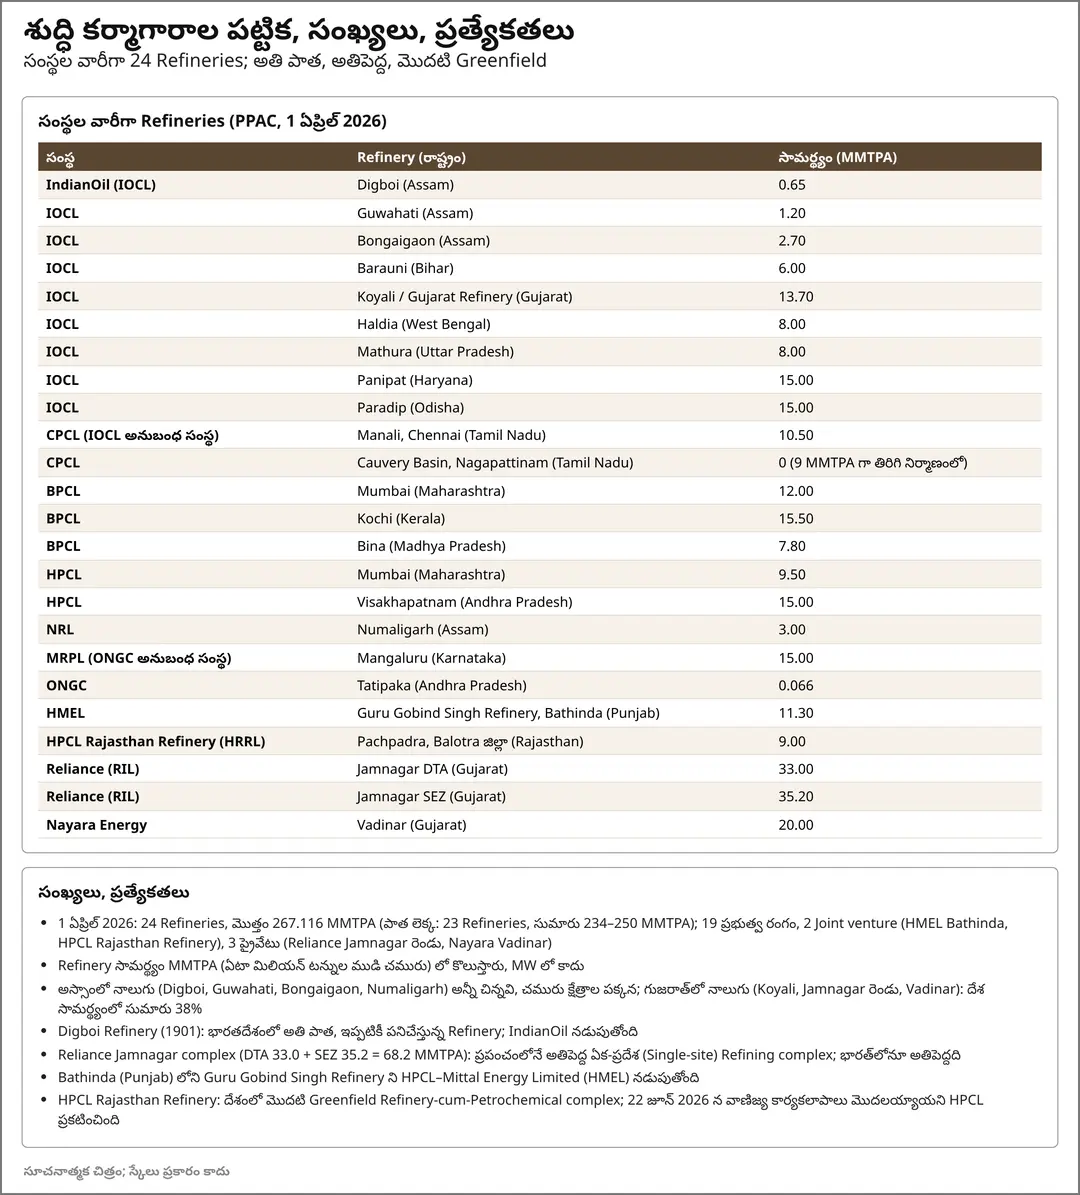 శుద్ధి కర్మాగారాల పట్టిక, సంఖ్యలు, ప్రత్యేకతలు
సంస్థల వారీగా 24 Refineries; అతి పాత, అతిపెద్ద, మొదటి Greenfield
సంస్థల వారీగా Refineries (PPAC, 1 ఏప్రిల్ 2026)
సంస్థ Refinery (రాష్ట్రం) సామర్థ్యం (MMTPA)
IndianOil (IOCL) Digboi (Assam) 0.65
IOCL Guwahati (Assam) 1.20
IOCL Bongaigaon (Assam) 2.70
IOCL Barauni (Bihar) 6.00
IOCL Koyali / Gujarat Refinery (Gujarat) 13.70
IOCL Haldia (West Bengal) 8.00
IOCL Mathura (Uttar Pradesh) 8.00
IOCL Panipat (Haryana) 15.00
IOCL Paradip (Odisha) 15.00
CPCL (IOCL అనుబంధ సంస్థ) Manali, Chennai (Tamil Nadu) 10.50
CPCL Cauvery Basin, Nagapattinam (Tamil Nadu) 0 (9 MMTPA గా తిరిగి నిర్మాణంలో)
BPCL Mumbai (Maharashtra) 12.00
BPCL Kochi (Kerala) 15.50
BPCL Bina (Madhya Pradesh) 7.80
HPCL Mumbai (Maharashtra) 9.50
HPCL Visakhapatnam (Andhra Pradesh) 15.00
NRL Numaligarh (Assam) 3.00
MRPL (ONGC అనుబంధ సంస్థ) Mangaluru (Karnataka) 15.00
ONGC Tatipaka (Andhra Pradesh) 0.066
HMEL Guru Gobind Singh Refinery, Bathinda (Punjab) 11.30
HPCL Rajasthan Refinery (HRRL) Pachpadra, Balotra జిల్లా (Rajasthan) 9.00
Reliance (RIL) Jamnagar DTA (Gujarat) 33.00
Reliance (RIL) Jamnagar SEZ (Gujarat) 35.20
Nayara Energy Vadinar (Gujarat) 20.00
సంఖ్యలు, ప్రత్యేకతలు
• 1 ఏప్రిల్ 2026: 24 Refineries, మొత్తం 267.116 MMTPA (పాత లెక్క: 23 Refineries, సుమారు 234–250 MMTPA); 19 ప్రభుత్వ రంగం, 2 Joint venture (HMEL Bathinda,
HPCL Rajasthan Refinery), 3 ప్రైవేటు (Reliance Jamnagar రెండు, Nayara Vadinar)
• Refinery సామర్థ్యం MMTPA (ఏటా మిలియన్ టన్నుల ముడి చమురు) లో కొలుస్తారు, MW లో కాదు
• అస్సాంలో నాలుగు (Digboi, Guwahati, Bongaigaon, Numaligarh) అన్నీ చిన్నవి, చమురు క్షేత్రాల పక్కన; గుజరాత్‌లో నాలుగు (Koyali, Jamnagar రెండు, Vadinar): దేశ
సామర్థ్యంలో సుమారు 38%
• Digboi Refinery (1901): భారతదేశంలో అతి పాత, ఇప్పటికీ పనిచేస్తున్న Refinery; IndianOil నడుపుతోంది
• Reliance Jamnagar complex (DTA 33.0 + SEZ 35.2 = 68.2 MMTPA): ప్రపంచంలోనే అతిపెద్ద ఏక-ప్రదేశ (Single-site) Refining complex; భారత్‌లోనూ అతిపెద్దది
• Bathinda (Punjab) లోని Guru Gobind Singh Refinery ని HPCL–Mittal Energy Limited (HMEL) నడుపుతోంది
• HPCL Rajasthan Refinery: దేశంలో మొదటి Greenfield Refinery-cum-Petrochemical complex; 22 జూన్ 2026 న వాణిజ్య కార్యకలాపాలు మొదలయ్యాయని HPCL
ప్రకటించింది
సూచనాత్మక చిత్రం; స్కేలు ప్రకారం కాదు